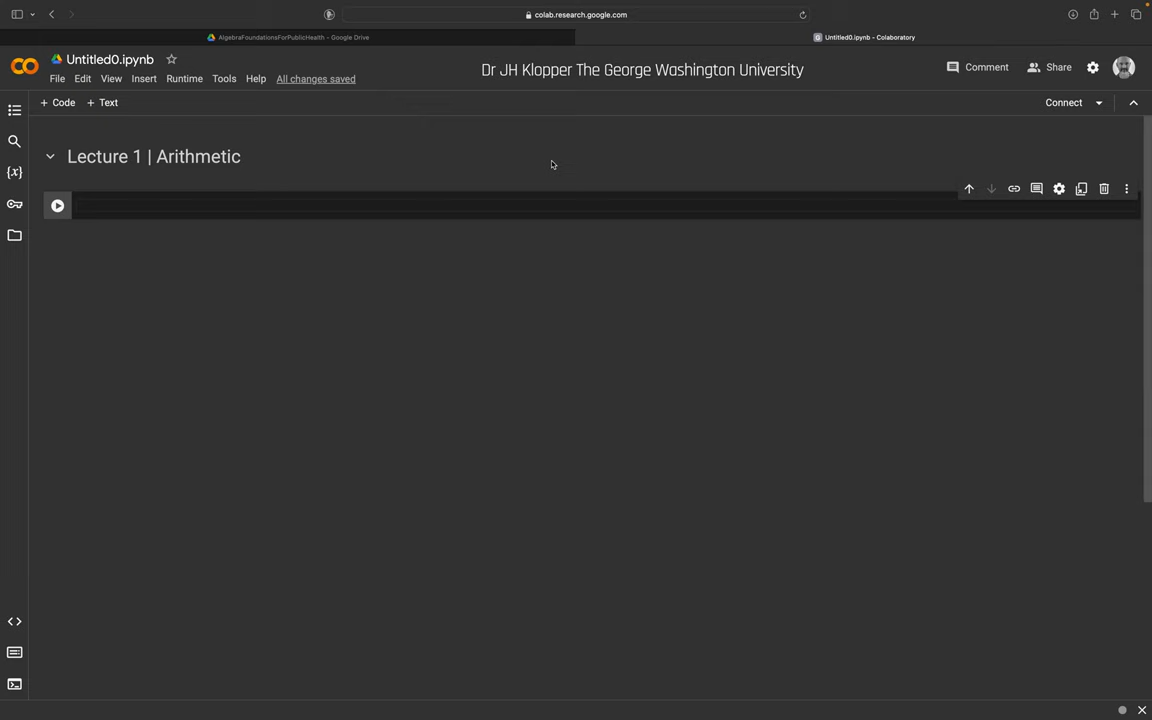 colab.research.google.com
AlgebraFoundationsForPublicHealth - Google Drive
Untitled0.ipynb - Colaboratory
Untitled0.ipynb
Dr JH Klopper The George Washington University
Comment
Share
File Edit View Insert Runtime Tools Help All changes saved
+ Code + Text
Connect
Lecture 1 | Arithmetic